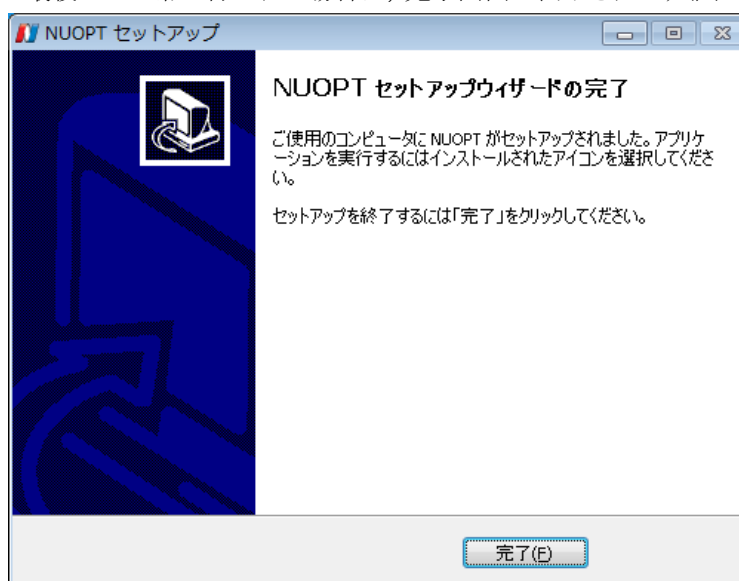 NUOPT セットアップ
NUOPT セットアップウィザードの完了
ご使用のコンピュータに NUOPT がセットアップされました。アプリケ
ーションを実行するにはインストールされたアイコンを選択してくださ
い。
セットアップを終了するには「完了」をクリックしてください。
完了(F)